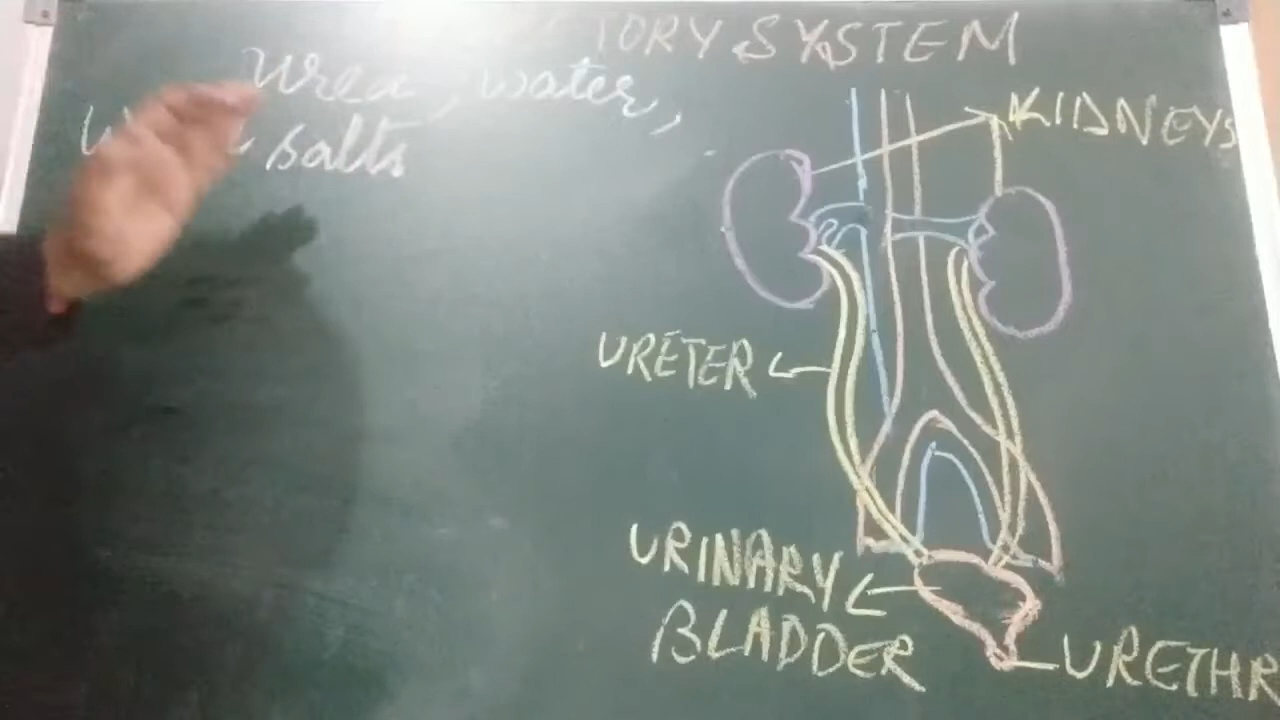 TORY SYSTEM
Urea, water,
salts
KIDNEYS
URETER
URINARY
BLADDER
URETHR